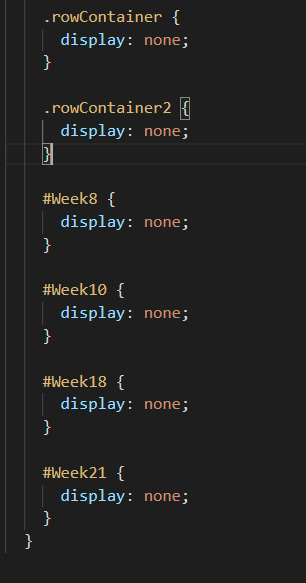 .rowContainer {
display: none;
}
.rowContainer2 {
display: none;
}
#Week8 {
display: none;
}
#Week10 {
display: none;
}
#Week18 {
display: none;
}
#Week21 {
display: none;
}
}